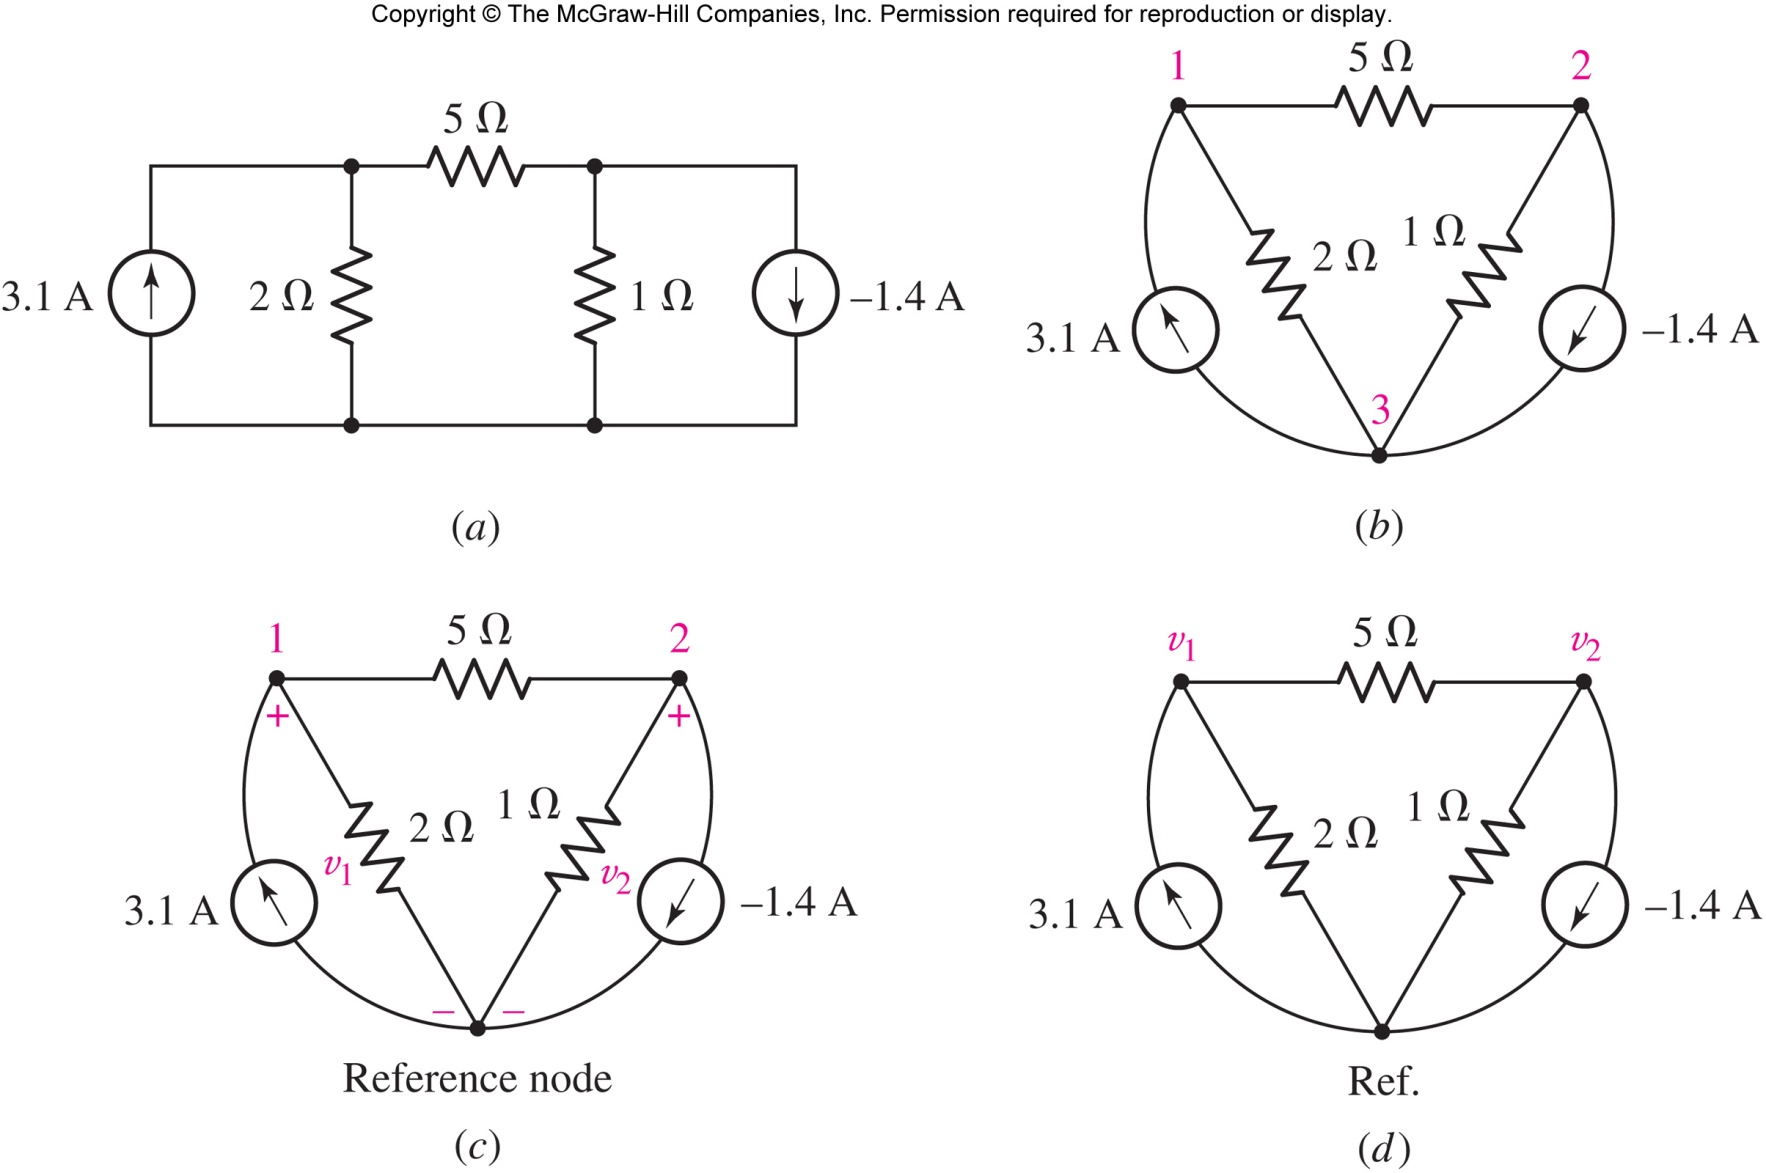 Copyright © The McGraw-Hill Companies, Inc. Permission required for reproduction or display.
5 Ω
3.1 A
2 Ω
1 Ω
–1.4 A
(a)
1
5 Ω
2
2 Ω
1 Ω
3.1 A
–1.4 A
3
(b)
1
5 Ω
2
+
+
2 Ω
1 Ω
v1
v2
3.1 A
–1.4 A
–
–
Reference node
(c)
v1
5 Ω
v2
2 Ω
1 Ω
3.1 A
–1.4 A
Ref.
(d)